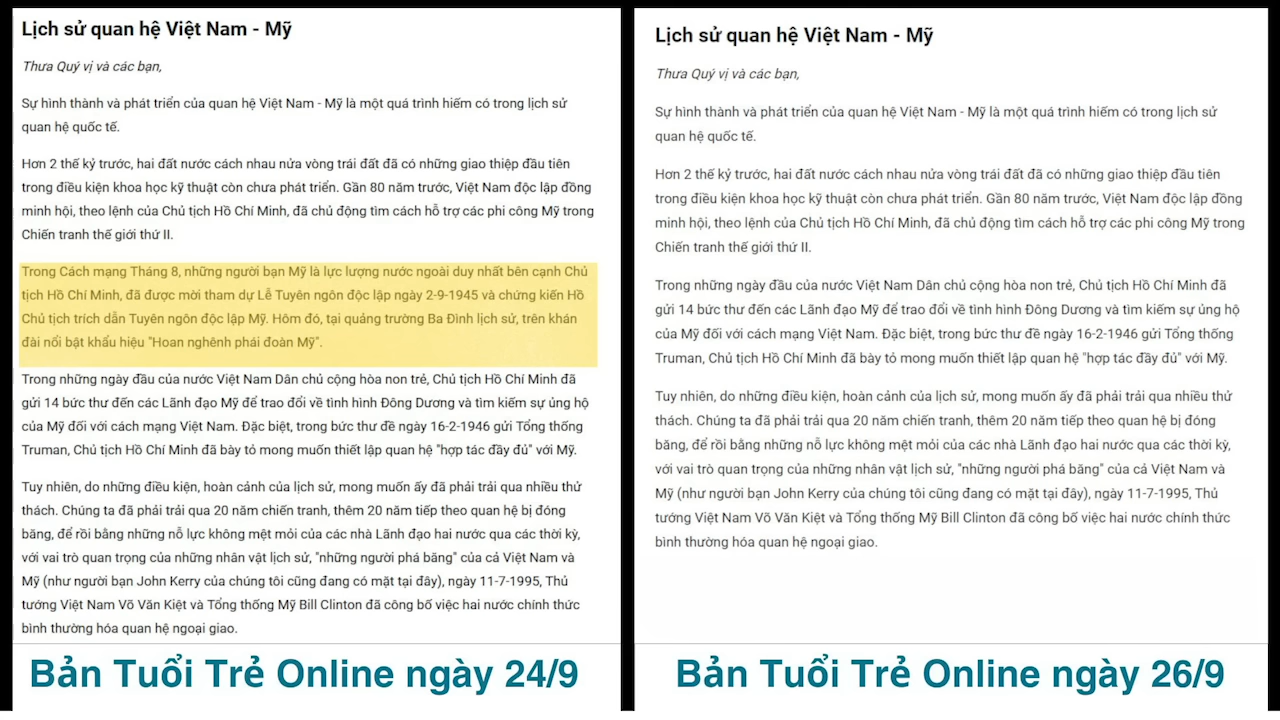 Lịch sử quan hệ Việt Nam - Mỹ
Thưa Quý vị và các bạn,
Sự hình thành và phát triển của quan hệ Việt Nam - Mỹ là một quá trình hiếm có trong lịch sử
quan hệ quốc tế.
Hơn 2 thế kỷ trước, hai đất nước cách nhau nửa vòng trái đất đã có những giao thiệp đầu tiên
trong điều kiện khoa học kỹ thuật còn chưa phát triển. Gần 80 năm trước, Việt Nam độc lập đồng
minh hội, theo lệnh của Chủ tịch Hồ Chí Minh, đã chủ động tìm cách hỗ trợ các phi công Mỹ trong
Chiến tranh thế giới thứ II.
Trong Cách mạng Tháng 8, những người bạn Mỹ là lực lượng nước ngoài duy nhất bên cạnh Chủ
tịch Hồ Chí Minh, đã được mời tham dự Lễ Tuyên ngôn độc lập ngày 2-9-1945 và chứng kiến Hồ
Chủ tịch trích dẫn Tuyên ngôn độc lập Mỹ. Hôm đó, tại quảng trường Ba Đình lịch sử, trên khán
đài nổi bật khẩu hiệu "Hoan nghênh phái đoàn Mỹ".
Trong những ngày đầu của nước Việt Nam Dân chủ cộng hòa non trẻ, Chủ tịch Hồ Chí Minh đã
gửi 14 bức thư đến các Lãnh đạo Mỹ để trao đổi về tình hình Đông Dương và tìm kiếm sự ủng hộ
của Mỹ đối với cách mạng Việt Nam. Đặc biệt, trong bức thư đề ngày 16-2-1946 gửi Tổng thống
Truman, Chủ tịch Hồ Chí Minh đã bày tỏ mong muốn thiết lập quan hệ "hợp tác đầy đủ" với Mỹ.
Tuy nhiên, do những điều kiện, hoàn cảnh của lịch sử, mong muốn ấy đã phải trải qua nhiều thử
thách. Chúng ta đã phải trải qua 20 năm chiến tranh, thêm 20 năm tiếp theo quan hệ bị đóng
băng, để rồi bằng những nỗ lực không mệt mỏi của các nhà Lãnh đạo hai nước qua các thời kỳ,
với vai trò quan trọng của những nhân vật lịch sử, "những người phá băng" của cả Việt Nam và
Mỹ (như người bạn John Kerry của chúng tôi cũng đang có mặt tại đây), ngày 11-7-1995, Thủ
tướng Việt Nam Võ Văn Kiệt và Tổng thống Mỹ Bill Clinton đã công bố việc hai nước chính thức
bình thường hóa quan hệ ngoại giao.
Bản Tuổi Trẻ Online ngày 24/9
Lịch sử quan hệ Việt Nam - Mỹ
Thưa Quý vị và các bạn,
Sự hình thành và phát triển của quan hệ Việt Nam - Mỹ là một quá trình hiếm có trong lịch sử
quan hệ quốc tế.
Hơn 2 thế kỷ trước, hai đất nước cách nhau nửa vòng trái đất đã có những giao thiệp đầu tiên
trong điều kiện khoa học kỹ thuật còn chưa phát triển. Gần 80 năm trước, Việt Nam độc lập đồng
minh hội, theo lệnh của Chủ tịch Hồ Chí Minh, đã chủ động tìm cách hỗ trợ các phi công Mỹ trong
Chiến tranh thế giới thứ II.
Trong những ngày đầu của nước Việt Nam Dân chủ cộng hòa non trẻ, Chủ tịch Hồ Chí Minh đã
gửi 14 bức thư đến các Lãnh đạo Mỹ để trao đổi về tình hình Đông Dương và tìm kiếm sự ủng hộ
của Mỹ đối với cách mạng Việt Nam. Đặc biệt, trong bức thư đề ngày 16-2-1946 gửi Tổng thống
Truman, Chủ tịch Hồ Chí Minh đã bày tỏ mong muốn thiết lập quan hệ "hợp tác đầy đủ" với Mỹ.
Tuy nhiên, do những điều kiện, hoàn cảnh của lịch sử, mong muốn ấy đã phải trải qua nhiều thử
thách. Chúng ta đã phải trải qua 20 năm chiến tranh, thêm 20 năm tiếp theo quan hệ bị đóng
băng, để rồi bằng những nỗ lực không mệt mỏi của các nhà Lãnh đạo hai nước qua các thời kỳ,
với vai trò quan trọng của những nhân vật lịch sử, "những người phá băng" của cả Việt Nam và
Mỹ (như người bạn John Kerry của chúng tôi cũng đang có mặt tại đây), ngày 11-7-1995, Thủ
tướng Việt Nam Võ Văn Kiệt và Tổng thống Mỹ Bill Clinton đã công bố việc hai nước chính thức
bình thường hóa quan hệ ngoại giao.
Bản Tuổi Trẻ Online ngày 26/9